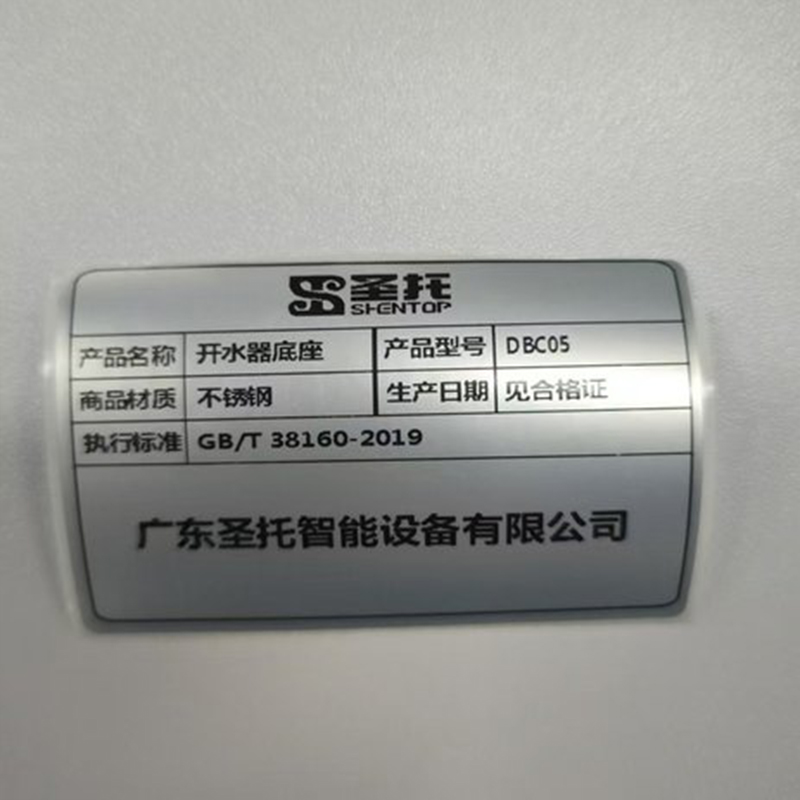 圣托
SHENTOP
产品名称 开水器底座 产品型号 DBC05
商品材质 不锈钢 生产日期 见合格证
执行标准 GB/T 38160-2019
广东圣托智能设备有限公司